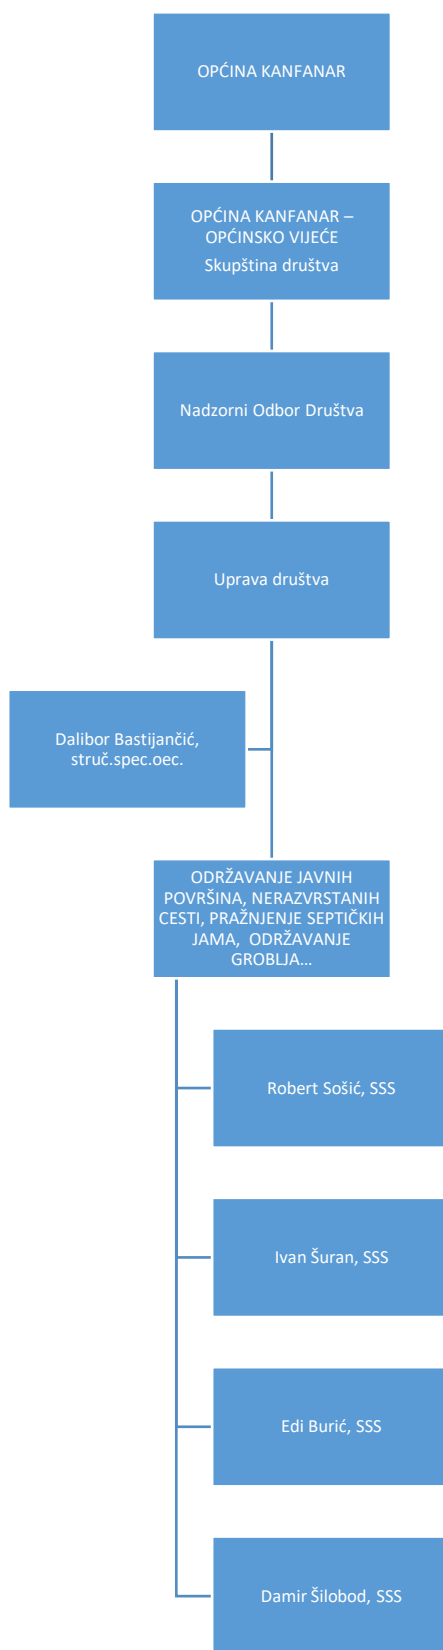 OPĆINA KANFANAR
OPĆINA KANFANAR –
OPĆINSKO VIJEĆE
Skupština društva
Nadzorni Odbor Društva
Uprava društva
Dalibor Bastijančić,
struč.spec.oec.
ODRŽAVANJE JAVNIH
POVRŠINA, NERAZVRSTANIH
CESTI, PRAŽNJENJE SEPTIČKIH
JAMA, ODRŽAVANJE
GROBLJA...
Robert Sošić, SSS
Ivan Šuran, SSS
Edi Burić, SSS
Damir Šilobod, SSS